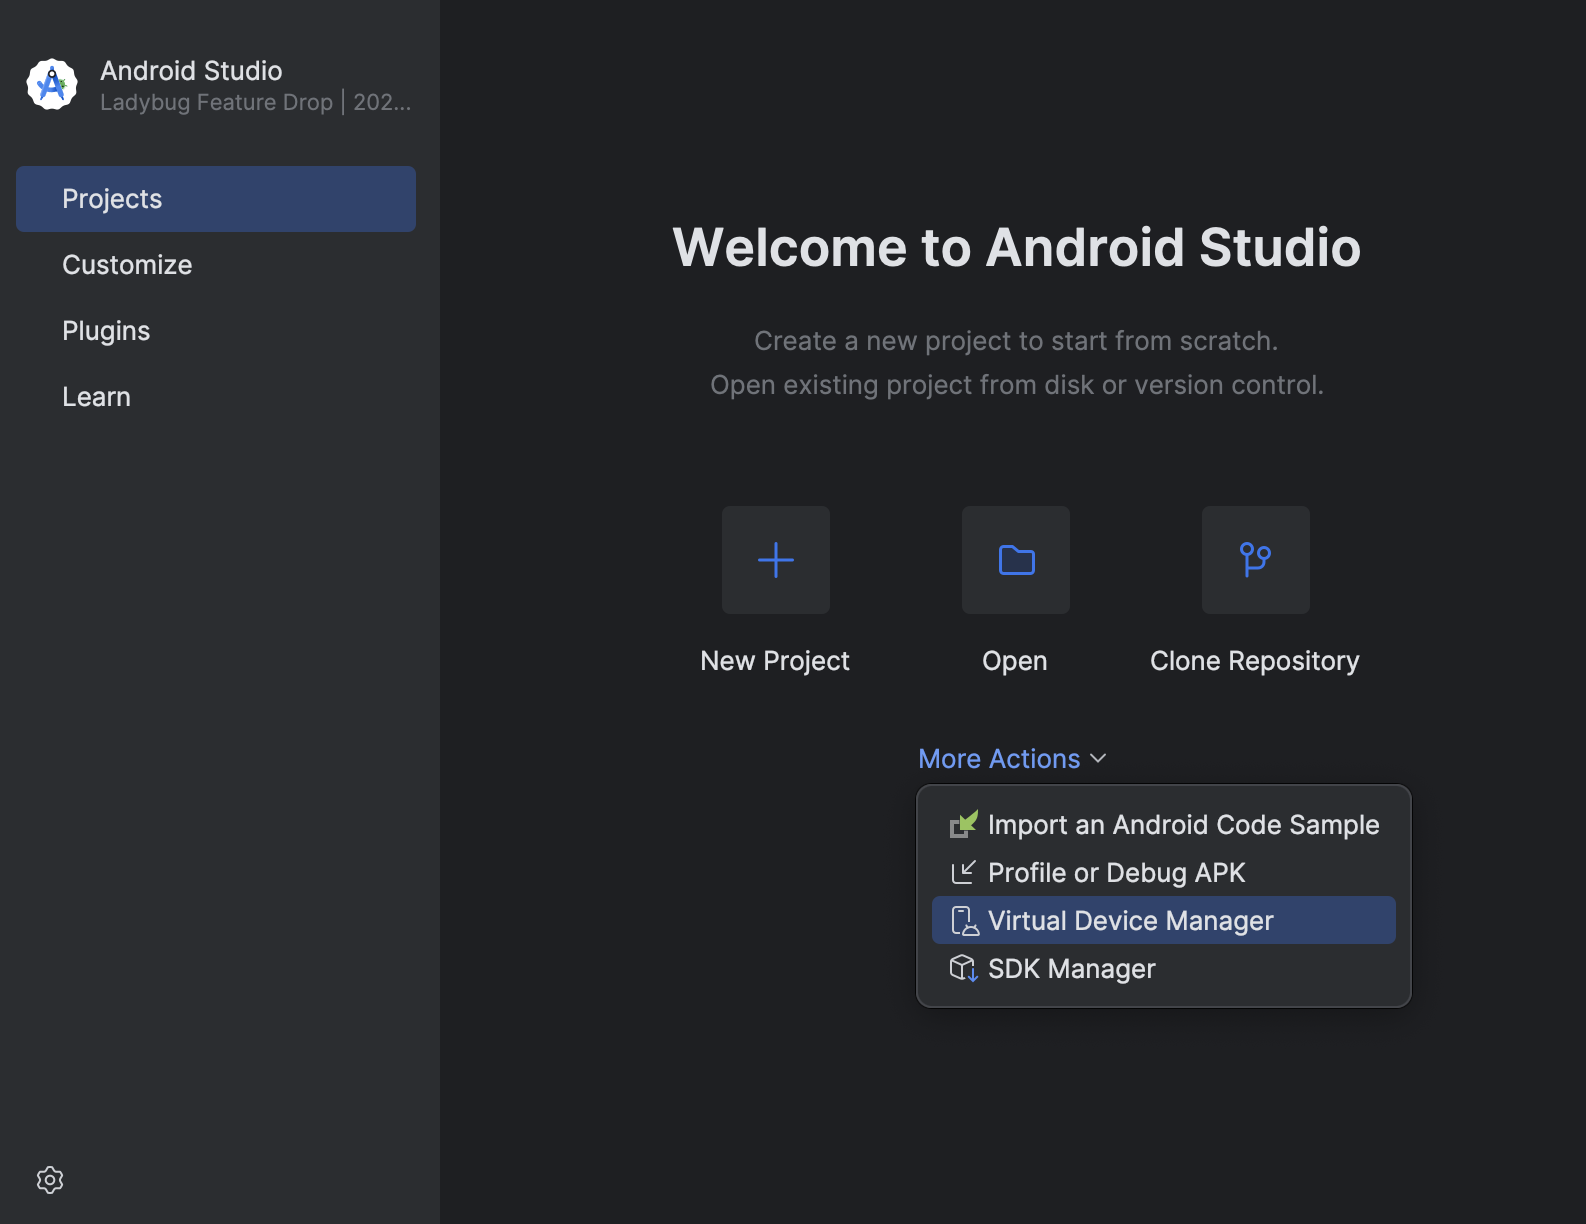 Android Studio
Ladybug Feature Drop | 202...
Projects
Customize
Plugins
Learn
Welcome to Android Studio
Create a new project to start from scratch.
Open existing project from disk or version control.
New Project
Open
Clone Repository
More Actions
Import an Android Code Sample
Profile or Debug APK
Virtual Device Manager
SDK Manager